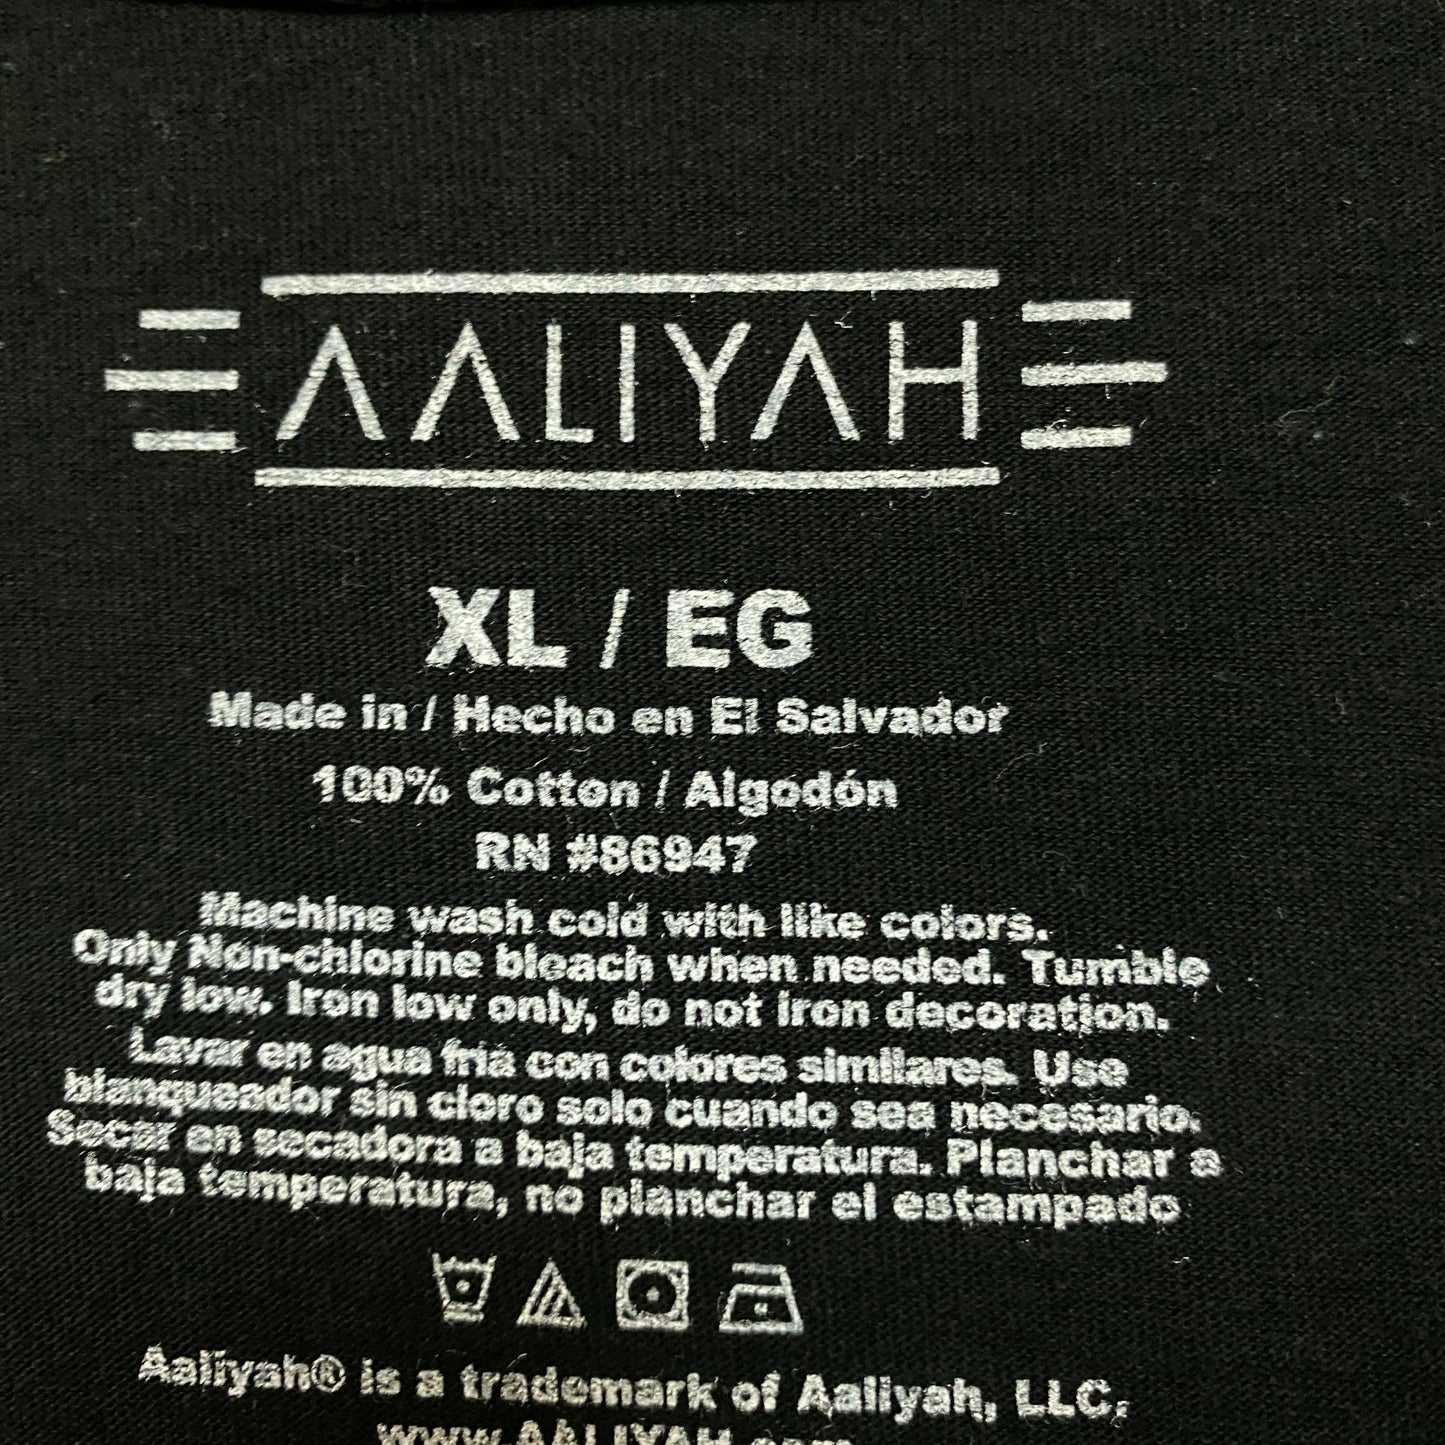 AALIYAH
XL / EG
Made in / Hecho en El Salvador
100% Cotton / Algodón
RN #86947
Machine wash cold with like colors.
Only Non-chlorine bleach when needed. Tumble
dry low. Iron low only, do not iron decoration.
Lavar en agua fria con colores similares. Use
blanqueador sin cloro solo cuando sea necesario.
Secar en secadora a baja temperatura. Planchar a
baja temperatura, no planchar el estampado
Aaliyah® is a trademark of Aaliyah, LLC.
www.AALIYAH.com